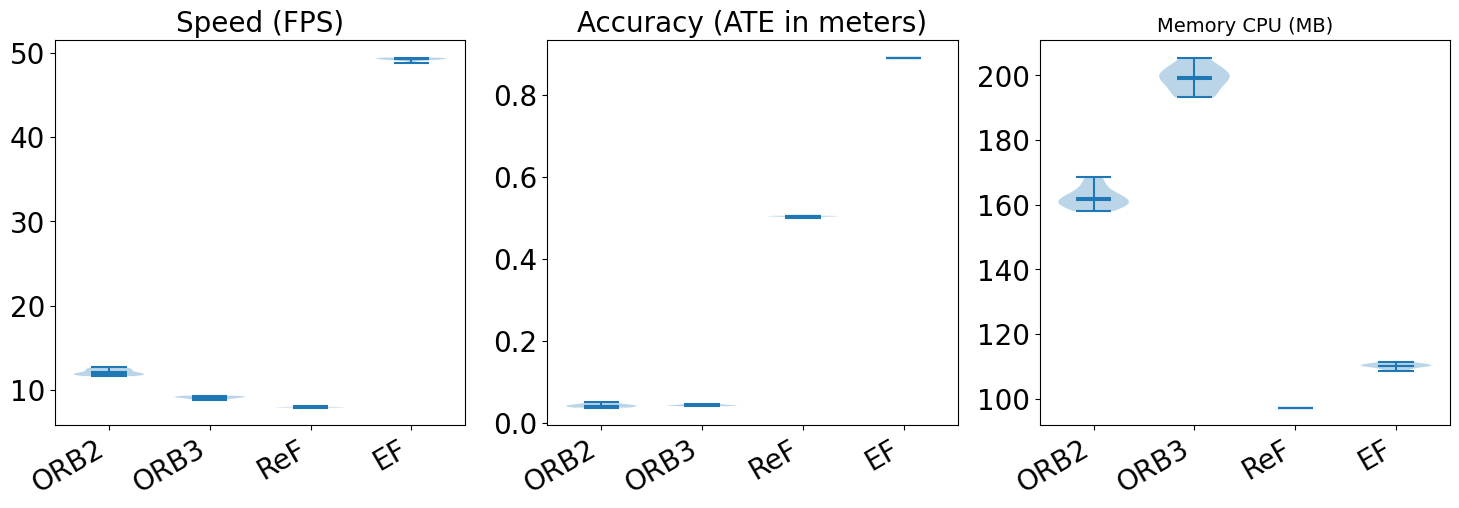 Speed (FPS)
50
40
30
20
10
ORB2
ORB3
ReF
EF
Accuracy (ATE in meters)
0.8
0.6
0.4
0.2
0.0
ORB2
ORB3
ReF
EF
Memory CPU (MB)
200
180
160
140
120
100
ORB2
ORB3
ReF
EF